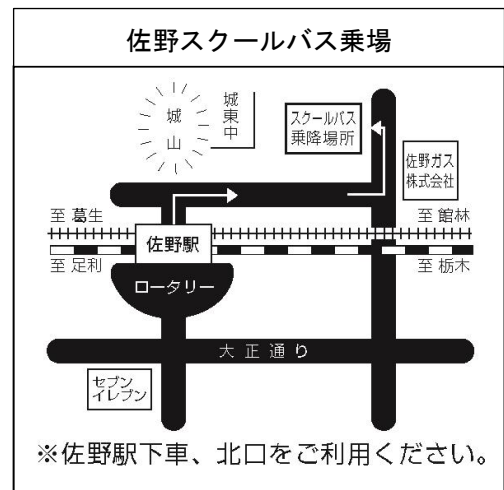 佐野スクールバス乗場
城山
城東中
スクールバス
乗降場所
佐野ガス
株式会社
至 葛生
至 館林
佐野駅
至 足利
至 栃木
ロータリー
大正通り
セブン
イレブン
※佐野駅下車、北口をご利用ください。